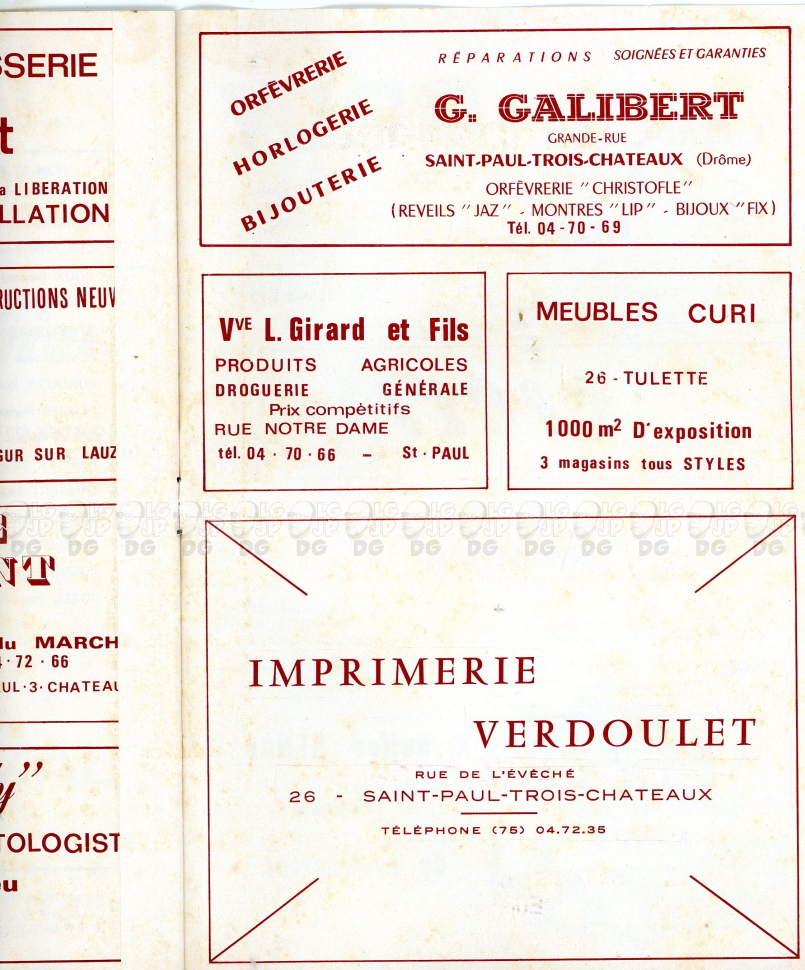 SSERIE
t
a LIBERATION
LLATION
RUCTIONS NEUV
GUR SUR LAUZ
E
NT
du MARCH
4 · 72 · 66
UL · 3 · CHATEAU
y”
TOLOGIST
eu
ORFÈVRERIE
HORLOGERIE
BIJOUTERIE
RÉPARATIONS SOIGNÉES ET GARANTIES
G. GALIBERT
GRANDE-RUE
SAINT-PAUL-TROIS-CHATEAUX (Drôme)
ORFÈVRERIE “CHRISTOFLE”
(REVEILS “JAZ” - MONTRES “LIP” - BIJOUX “FIX)
Tél. 04-70-69
VVE L. Girard et Fils
PRODUITS AGRICOLES
DROGUERIE GÉNÉRALE
Prix compétitifs
RUE NOTRE DAME
tél. 04 · 70 · 66 – St · PAUL
MEUBLES CURI
26 - TULETTE
1000 m2 D'exposition
3 magasins tous STYLES
LG JP DG
IMPRIMERIE
VERDOULET
RUE DE L'ÉVÊCHÉ
26 - SAINT-PAUL-TROIS-CHATEAUX
TÉLÉPHONE (75) 04.72.35